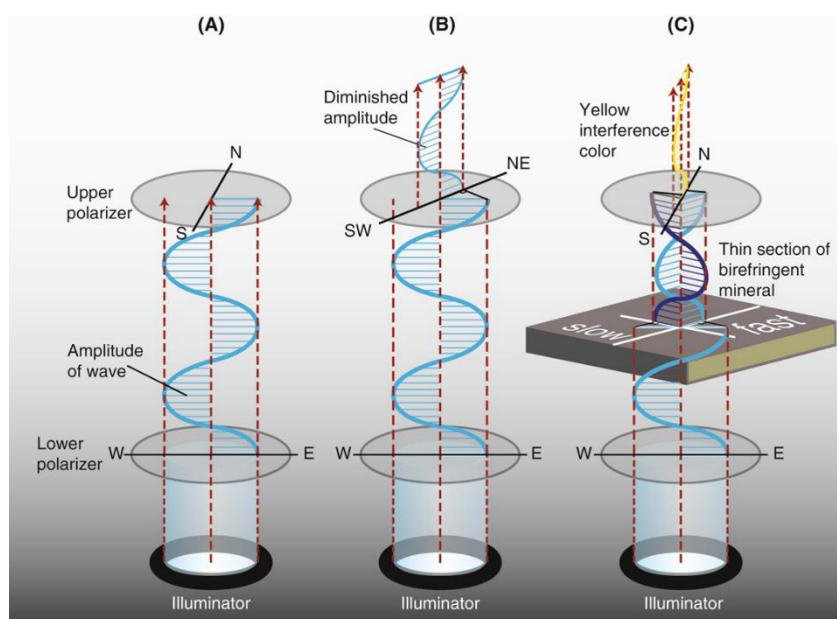 (A)
(B)
(C)
Diminished
amplitude
Yellow
interference
color
N
NE
N
Upper
polarizer
S
SW
S
Thin section of
birefringent
mineral
slow
fast
Amplitude
of wave
Lower
polarizer
W
E
W
E
W
E
Illuminator
Illuminator
Illuminator